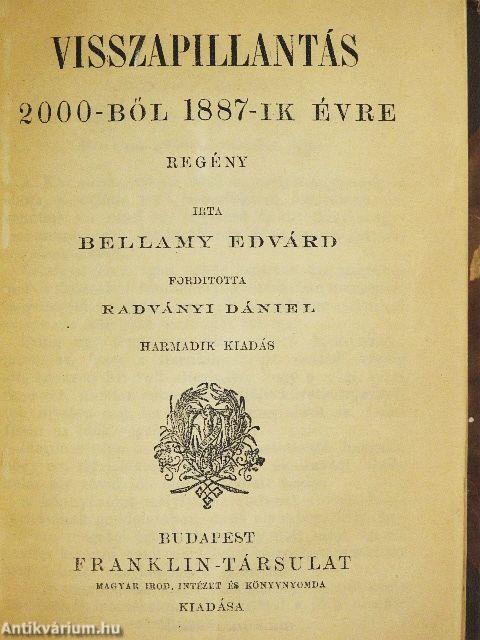 VISSZAPILLANTÁS
2000-BŐL 1887-IK ÉVRE
REGÉNY
IRTA
BELLAMY EDVÁRD
FORDITOTTA
RADVÁNYI DÁNIEL
HARMADIK KIADÁS
BUDAPEST
FRANKLIN-TÁRSULAT
MAGYAR IROD. INTÉZET ÉS KÖNYVNYOMDA
KIADÁSA
Antikvárium.hu